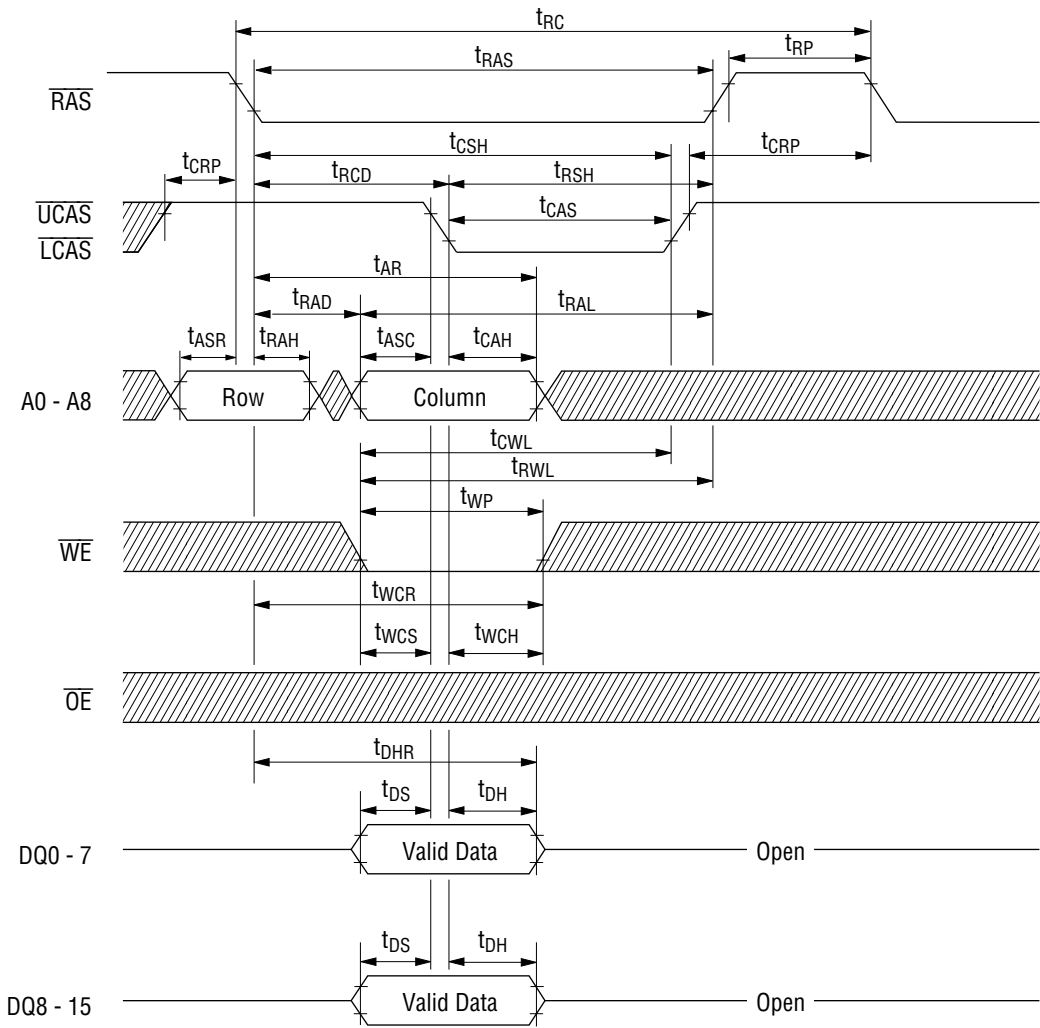 tRC
tRP
tRAS
RAS
tCSH
tCRP
tCRP
tRCD
tRSH
UCAS
tCAS
LCAS
tAR
tRAD
tRAL
tASR
tRAH
tASC
tCAH
A0 - A8
Row
Column
tCWL
tRWL
tWP
WE
tWCR
tWCS
tWCH
OE
tDHR
tDS
tDH
DQ0 - 7
Valid Data
Open
tDS
tDH
DQ8 - 15
Valid Data
Open